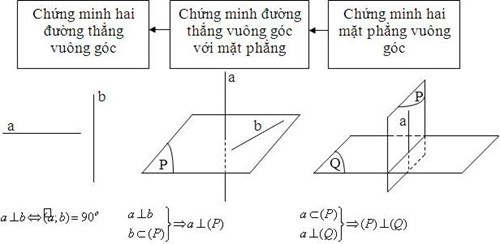 Chứng minh hai
đường thẳng
vuông góc
Chứng minh đường
thẳng vuông góc
với mặt phẳng
Chứng minh hai
mặt phẳng vuông
góc
a
b
a
b
P
P
a
Q
a⊥b⇔(a,b)=90°
a⊥b
b⊂(P)
}⇒a⊥(P)
a⊂(P)
a⊥(Q)
}⇒(P)⊥(Q)